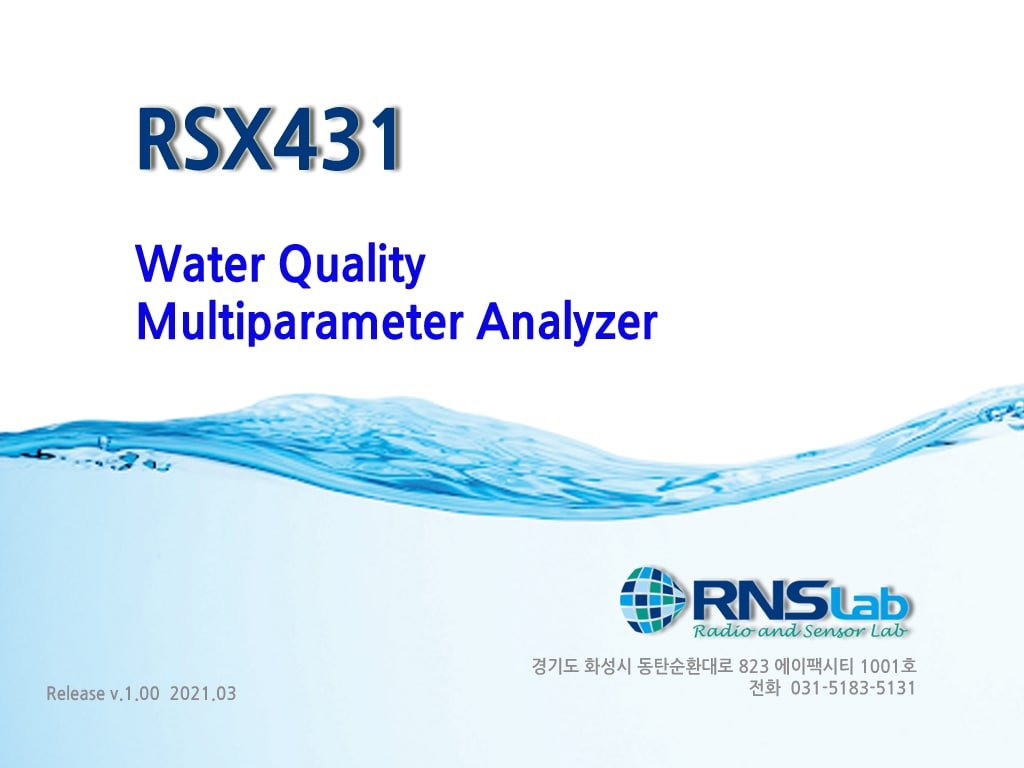 RSX431
Water Quality
Multiparameter Analyzer
RNSLab
Radio and Sensor Lab
경기도 화성시 동탄순환대로 823 에이팩시티 1001호
전화 031-5183-5131
Release v.1.00 2021.03